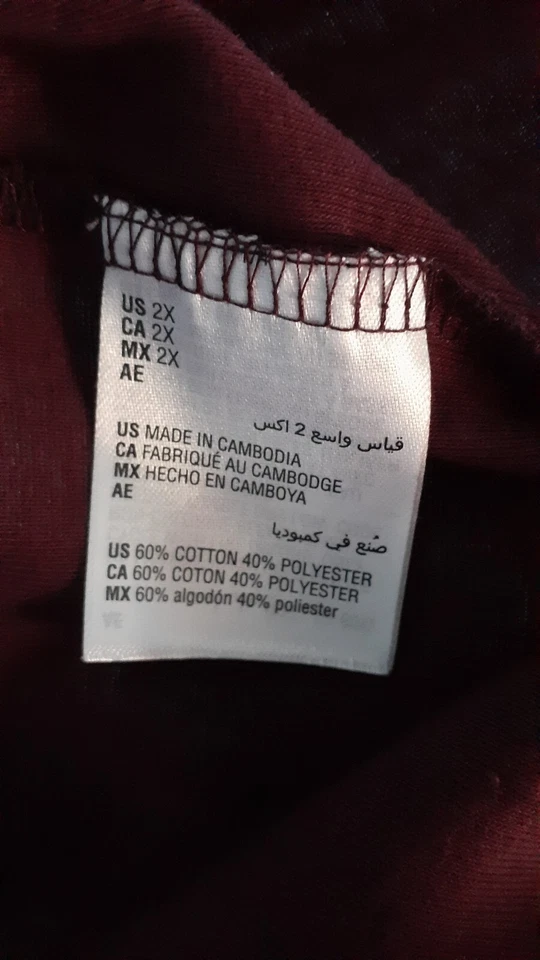 US 2X
CA 2X
MX 2X
AE
قياس واسع 2 اكس
US MADE IN CAMBODIA
CA FABRIQUÉ AU CAMBODGE
MX HECHO EN CAMBOYA
AE
صُنع في كمبوديا
US 60% COTTON 40% POLYESTER
CA 60% COTON 40% POLYESTER
MX 60% algodón 40% poliester